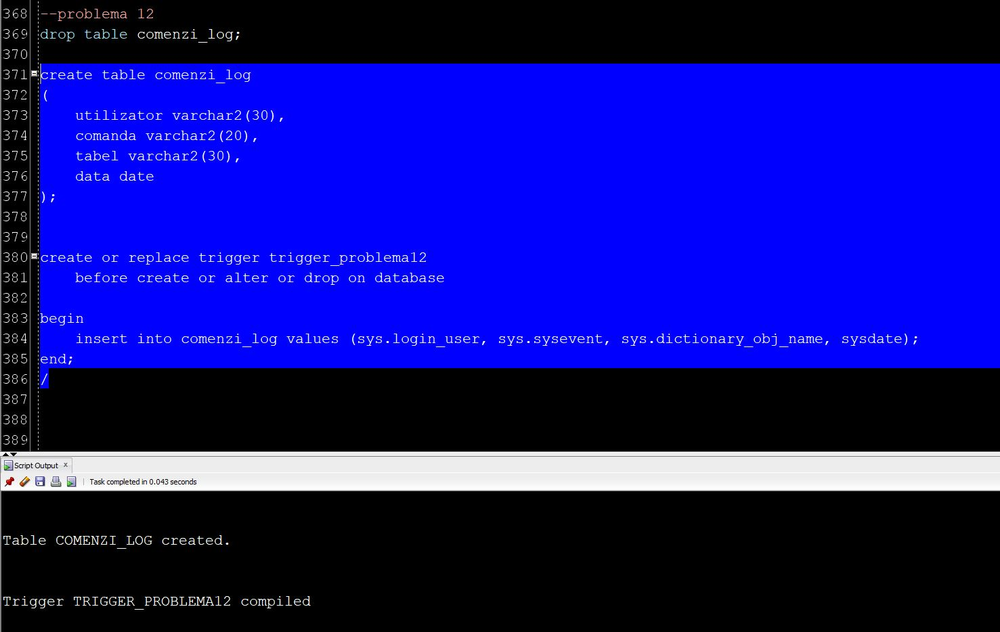 368 --problema 12
369 drop table comenzi_log;
370
371 create table comenzi_log
372 (
373     utilizator varchar2(30),
374     comanda varchar2(20),
375     tabel varchar2(30),
376     data date
377 );
378
379
380 create or replace trigger trigger_problema12
381     before create or alter or drop on database
382
383 begin
384     insert into comenzi_log values (sys.login_user, sys.sysevent, sys.dictionary_obj_name, sysdate);
385 end;
386 /
387
388
389
Script Output x
Task completed in 0.043 seconds
Table COMENZI_LOG created.
Trigger TRIGGER_PROBLEMA12 compiled